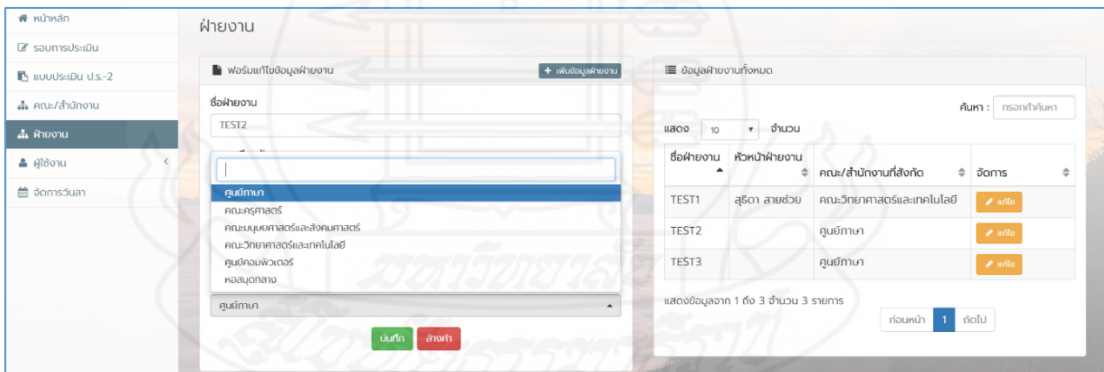 หน้าหลัก
รอบการประเมิน
แบบประเมิน ป.ร.-2
คณะ/สำนักงาน
ฝ่ายงาน
ผู้ใช้งาน
จัดการวันลา
ฝ่ายงาน
ฟอร์มแก้ไขข้อมูลฝ่ายงาน
+ เพิ่มข้อมูลฝ่ายงาน
ชื่อฝ่ายงาน
TEST2
ศูนย์ภาษา
คณะครุศาสตร์
คณะมนุษยศาสตร์และสังคมศาสตร์
คณะวิทยาศาสตร์และเทคโนโลยี
ศูนย์คอมพิวเตอร์
หอสมุดกลาง
ศูนย์ภาษา
บันทึก ล้างค่า
ข้อมูลฝ่ายงานทั้งหมด
ค้นหา : กรอกคำค้นหา
แสดง 10 จำนวน
ชื่อฝ่ายงาน หัวหน้าฝ่ายงาน คณะ/สำนักงานที่สังกัด จัดการ
TEST1 สุธิดา สายช่วย คณะวิทยาศาสตร์และเทคโนโลยี แก้ไข
TEST2 ศูนย์ภาษา แก้ไข
TEST3 ศูนย์ภาษา แก้ไข
แสดงข้อมูลจาก 1 ถึง 3 จำนวน 3 รายการ
ก่อนหน้า 1 ถัดไป